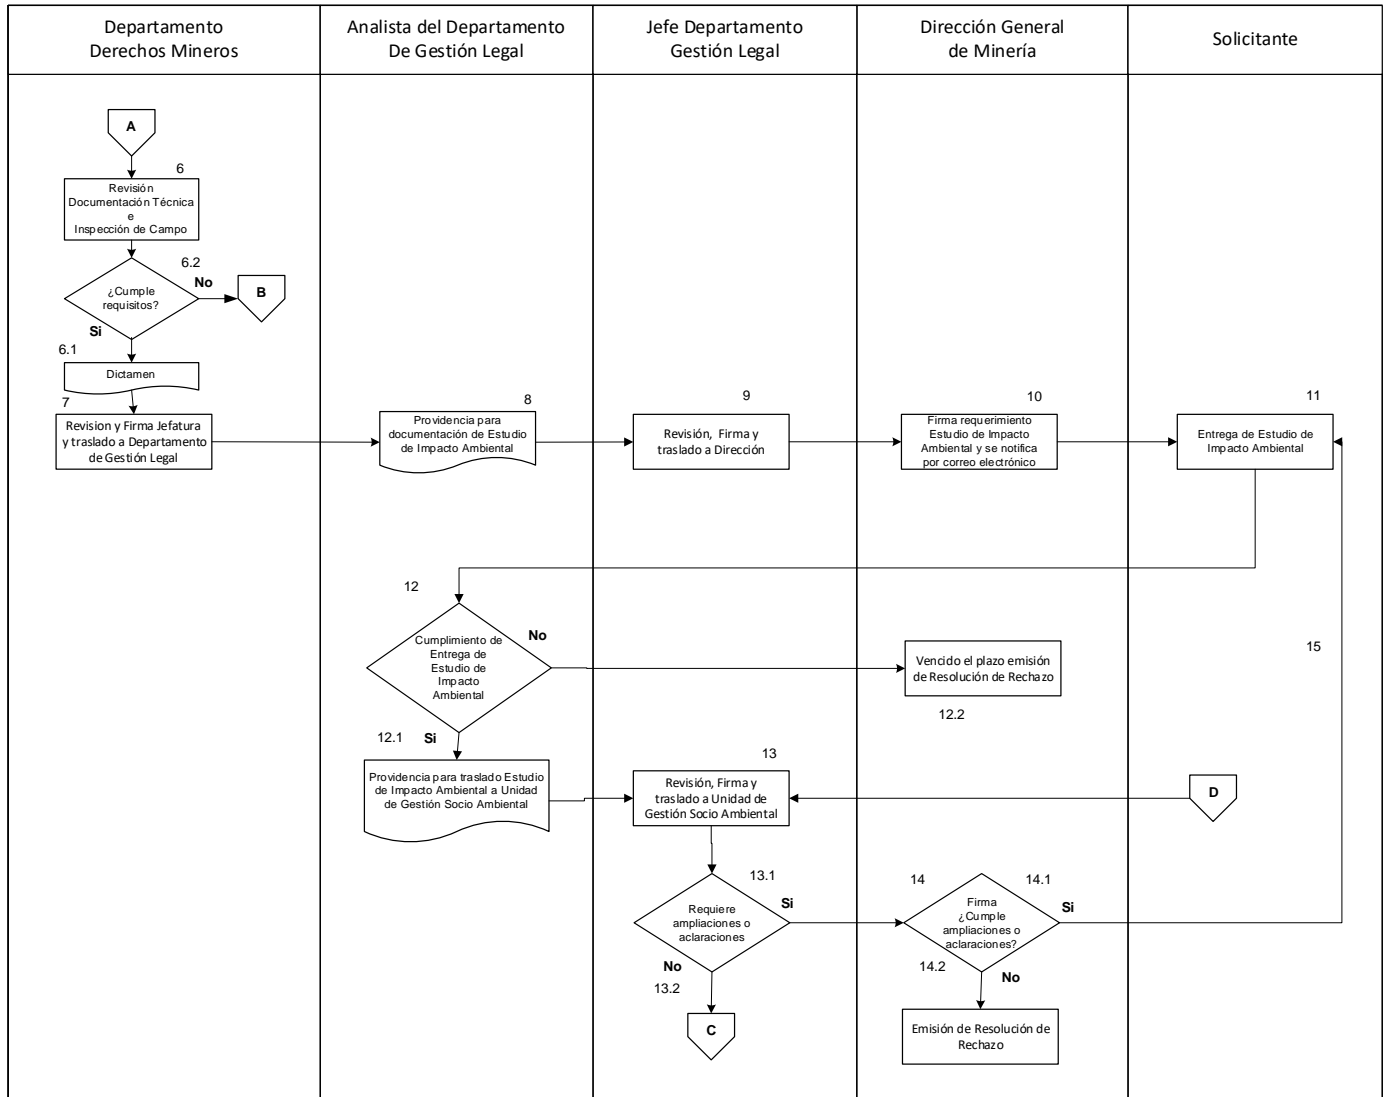 Departamento
Derechos Mineros
Analista del Departamento
De Gestión Legal
Jefe Departamento
Gestión Legal
Dirección General
de Minería
Solicitante
A
6
Revisión
Documentación Técnica
e
Inspección de Campo
6.2
¿Cumple
requisitos?
No
B
Si
6.1
Dictamen
7
Revision y Firma Jefatura
y traslado a Departamento
de Gestión Legal
8
Providencia para
documentación de Estudio
de Impacto Ambiental
9
Revisión, Firma y
traslado a Dirección
10
Firma requerimiento
Estudio de Impacto
Ambiental y se notifica
por correo electrónico
11
Entrega de Estudio de
Impacto Ambiental
12
Cumplimiento de
Entrega de
Estudio de
Impacto
Ambiental
No
Vencido el plazo emisión
de Resolución de Rechazo
12.2
15
12.1
Si
Providencia para traslado Estudio
de Impacto Ambiental a Unidad
de Gestión Socio Ambiental
13
Revisión, Firma y
traslado a Unidad de
Gestión Socio Ambiental
D
13.1
Requiere
ampliaciones o
aclaraciones
Si
No
13.2
C
14
14.1
Firma
¿Cumple
ampliaciones o
aclaraciones?
Si
14.2
No
Emisión de Resolución de
Rechazo